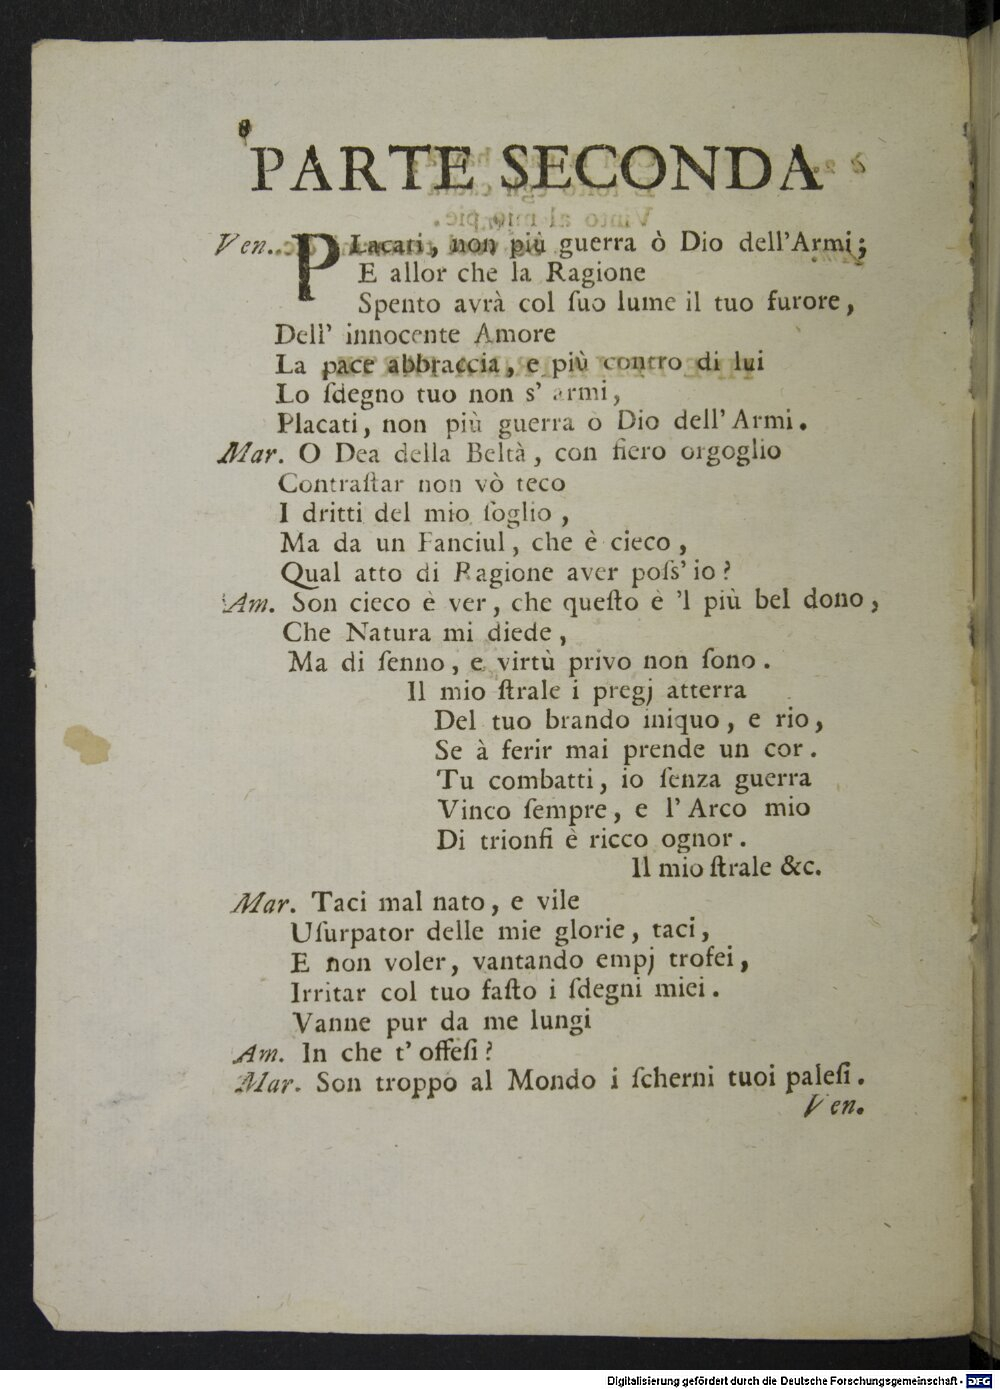 8
PARTE SECONDA
Ven. PLacati, non più guerra ò Dio dell'Armi;
E allor che la Ragione
Spento avrà col ſuo lume il tuo furore,
Dell' innocente Amore
La pace abbraccia, e più contro di lui
Lo ſdegno tuo non s' armi,
Placati, non più guerra o Dio dell' Armi.
Mar. O Dea della Beltà, con fiero orgoglio
Contraſtar non vò teco
I dritti del mio ſoglio,
Ma da un Fanciul, che è cieco,
Qual atto di Ragione aver poſs' io?
Am. Son cieco è ver, che queſto è 'l più bel dono,
Che Natura mi diede,
Ma di ſenno, e virtù privo non ſono.
Il mio ſtrale i pregj atterra
Del tuo brando iniquo, e rio,
Se à ferir mai prende un cor.
Tu combatti, io ſenza guerra
Vinco ſempre, e l' Arco mio
Di trionfi è ricco ognor.
Il mio ſtrale &c.
Mar. Taci mal nato, e vile
Uſurpator delle mie glorie, taci,
E non voler, vantando empj trofei,
Irritar col tuo faſto i ſdegni miei.
Vanne pur da me lungi
Am. In che t' offeſi?
Mar. Son troppo al Mondo i ſcherni tuoi paleſi.
Ven.
Digitalisierung gefördert durch die Deutsche Forschungsgemeinschaft - DFG